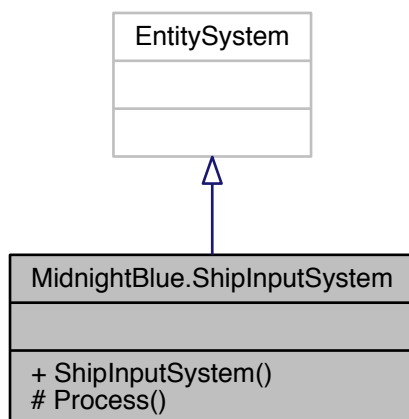 EntitySystem
MidnightBlue.ShipInputSystem
+ ShipInputSystem()
# Process()